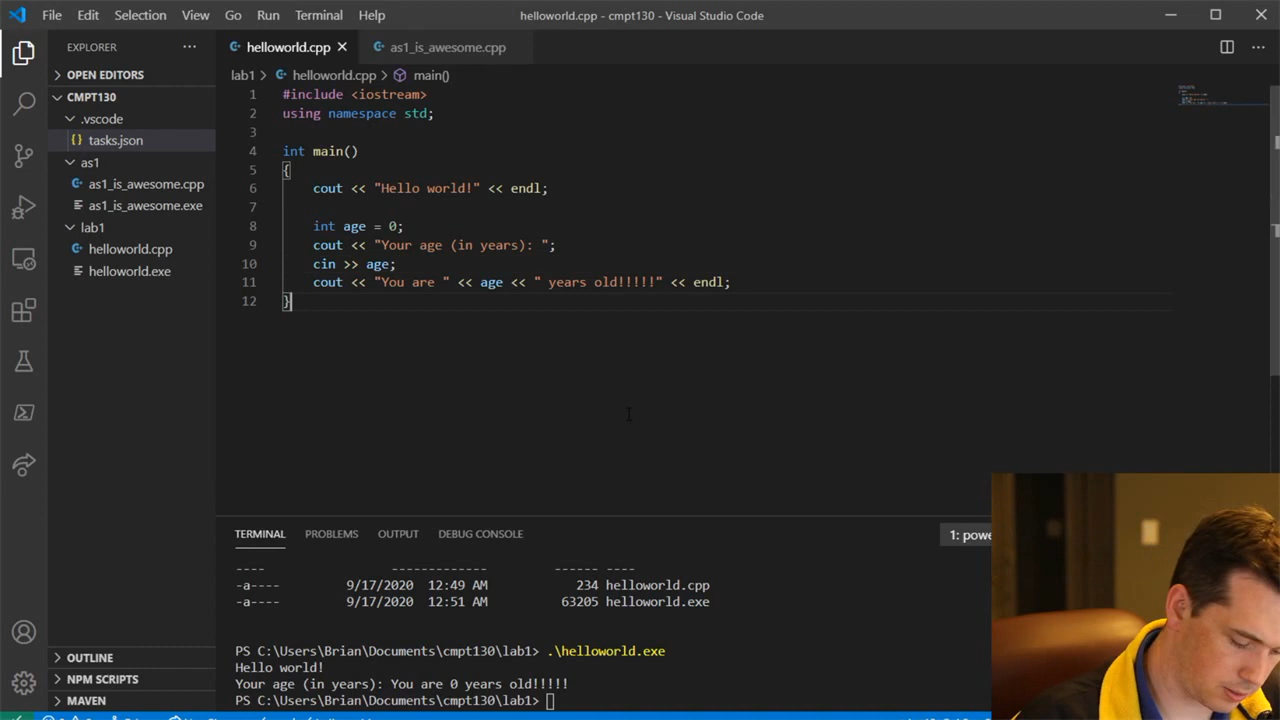 File Edit Selection View Go Run Terminal Help helloworld.cpp - cmpt130 - Visual Studio Code
EXPLORER ···
helloworld.cpp as1_is_awesome.cpp
OPEN EDITORS
CMPT130
.vscode
{} tasks.json
as1
as1_is_awesome.cpp
as1_is_awesome.exe
lab1
helloworld.cpp
helloworld.exe
OUTLINE
NPM SCRIPTS
MAVEN
lab1 > helloworld.cpp > main()
1 #include <iostream>
2 using namespace std;
3
4 int main()
5 {
6 cout << "Hello world!" << endl;
7
8 int age = 0;
9 cout << "Your age (in years): ";
10 cin >> age;
11 cout << "You are " << age << " years old!!!!!" << endl;
12 }
TERMINAL PROBLEMS OUTPUT DEBUG CONSOLE 1: powe
---- ------------- ------ ----
-a---- 9/17/2020 12:49 AM 234 helloworld.cpp
-a---- 9/17/2020 12:51 AM 63205 helloworld.exe
PS C:\Users\Brian\Documents\cmpt130\lab1> .\helloworld.exe
Hello world!
Your age (in years): You are 0 years old!!!!!
PS C:\Users\Brian\Documents\cmpt130\lab1>